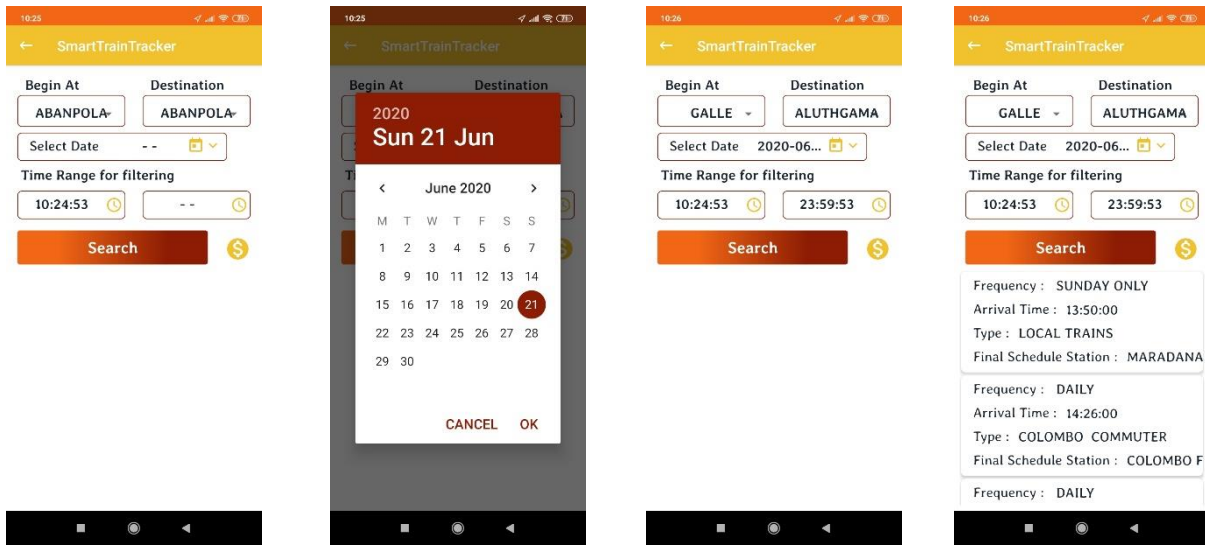 10:25
SmartTrainTracker
Begin At Destination
ABANPOLA ABANPOLA
Select Date - -
Time Range for filtering
10:24:53 - -
Search
10:25
SmartTrainTracker
Begin At Destination
2020
Sun 21 Jun
June 2020
M T W T F S S
1 2 3 4 5 6 7
8 9 10 11 12 13 14
15 16 17 18 19 20 21
22 23 24 25 26 27 28
29 30
CANCEL OK
10:26
SmartTrainTracker
Begin At Destination
GALLE ALUTHGAMA
Select Date 2020-06...
Time Range for filtering
10:24:53 23:59:53
Search
10:26
SmartTrainTracker
Begin At Destination
GALLE ALUTHGAMA
Select Date 2020-06...
Time Range for filtering
10:24:53 23:59:53
Search
Frequency : SUNDAY ONLY
Arrival Time : 13:50:00
Type : LOCAL TRAINS
Final Schedule Station : MARADANA
Frequency : DAILY
Arrival Time : 14:26:00
Type : COLOMBO COMMUTER
Final Schedule Station : COLOMBO F
Frequency : DAILY